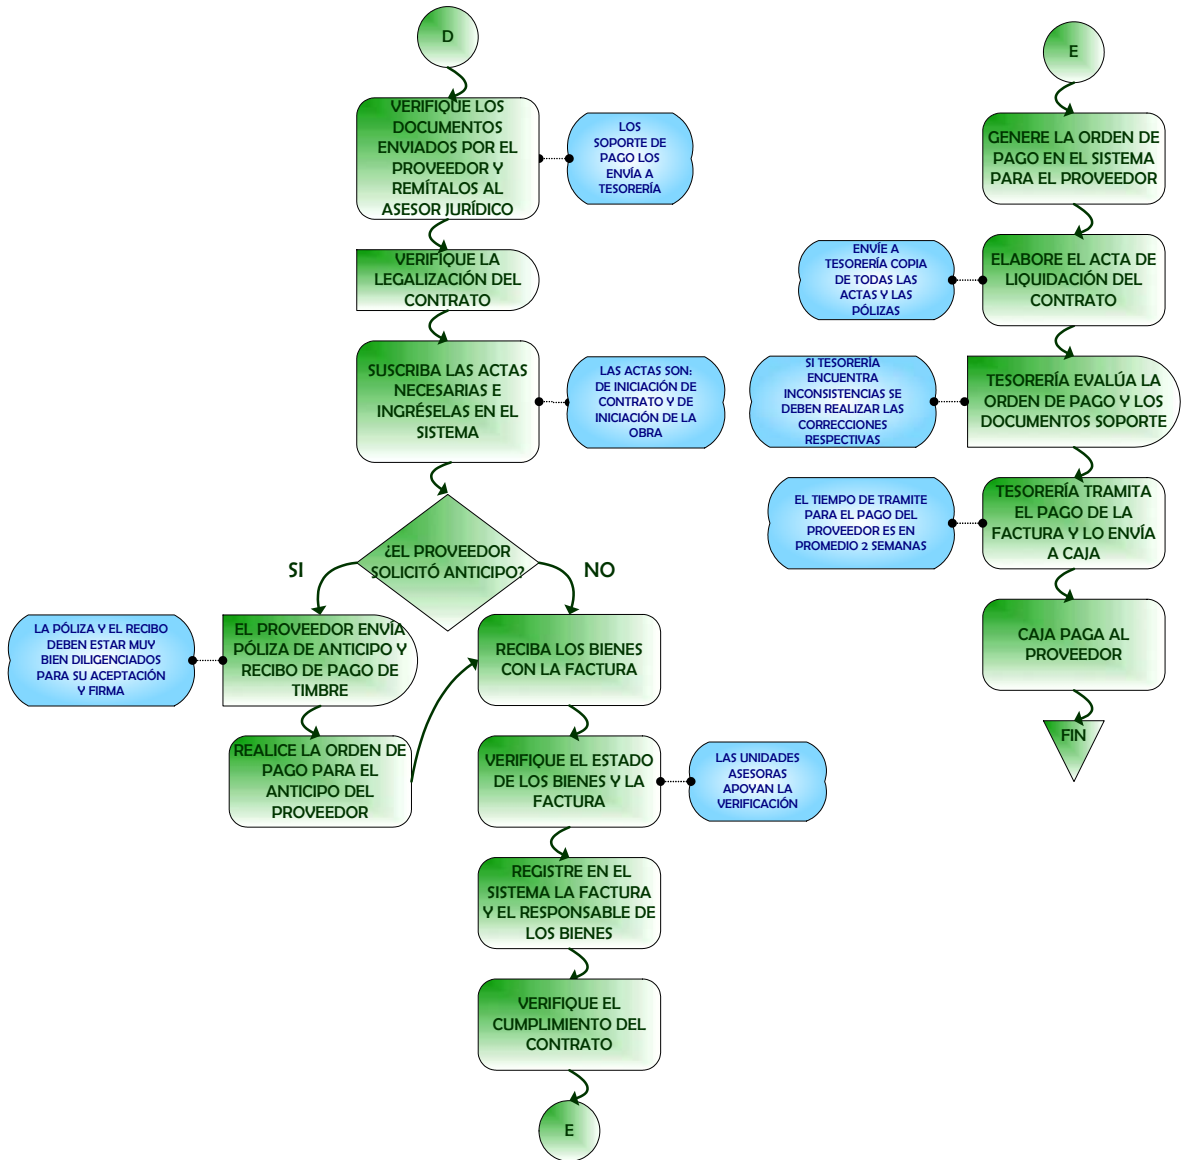 D
VERIFIQUE LOS
DOCUMENTOS
ENVIADOS POR EL
PROVEEDOR Y
REMÍTALOS AL
ASESOR JURÍDICO
LOS
SOPORTE DE
PAGO LOS
ENVÍA A
TESORERÍA
VERIFIQUE LA
LEGALIZACIÓN DEL
CONTRATO
SUSCRIBA LAS ACTAS
NECESARIAS E
INGRÉSELAS EN EL
SISTEMA
LAS ACTAS SON:
DE INICIACIÓN DE
CONTRATO Y DE
INICIACIÓN DE LA
OBRA
¿EL PROVEEDOR
SOLICITÓ ANTICIPO?
SI
NO
LA PÓLIZA Y EL RECIBO
DEBEN ESTAR MUY
BIEN DILIGENCIADOS
PARA SU ACEPTACIÓN
Y FIRMA
EL PROVEEDOR ENVÍA
PÓLIZA DE ANTICIPO Y
RECIBO DE PAGO DE
TIMBRE
REALICE LA ORDEN DE
PAGO PARA EL
ANTICIPO DEL
PROVEEDOR
RECIBA LOS BIENES
CON LA FACTURA
VERIFIQUE EL ESTADO
DE LOS BIENES Y LA
FACTURA
LAS UNIDADES
ASESORAS
APOYAN LA
VERIFICACIÓN
REGISTRE EN EL
SISTEMA LA FACTURA
Y EL RESPONSABLE DE
LOS BIENES
VERIFIQUE EL
CUMPLIMIENTO DEL
CONTRATO
E
E
GENERE LA ORDEN DE
PAGO EN EL SISTEMA
PARA EL PROVEEDOR
ENVÍE A
TESORERÍA COPIA
DE TODAS LAS
ACTAS Y LAS
PÓLIZAS
ELABORE EL ACTA DE
LIQUIDACIÓN DEL
CONTRATO
SI TESORERÍA
ENCUENTRA
INCONSISTENCIAS SE
DEBEN REALIZAR LAS
CORRECCIONES
RESPECTIVAS
TESORERÍA EVALÚA LA
ORDEN DE PAGO Y LOS
DOCUMENTOS SOPORTE
EL TIEMPO DE TRAMITE
PARA EL PAGO DEL
PROVEEDOR ES EN
PROMEDIO 2 SEMANAS
TESORERÍA TRAMITA
EL PAGO DE LA
FACTURA Y LO ENVÍA
A CAJA
CAJA PAGA AL
PROVEEDOR
FIN